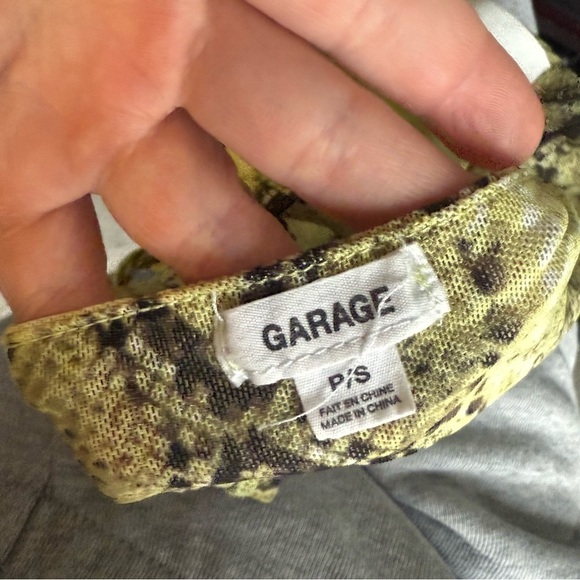 GARAGE
P/S
FAIT EN CHINE
MADE IN CHINA